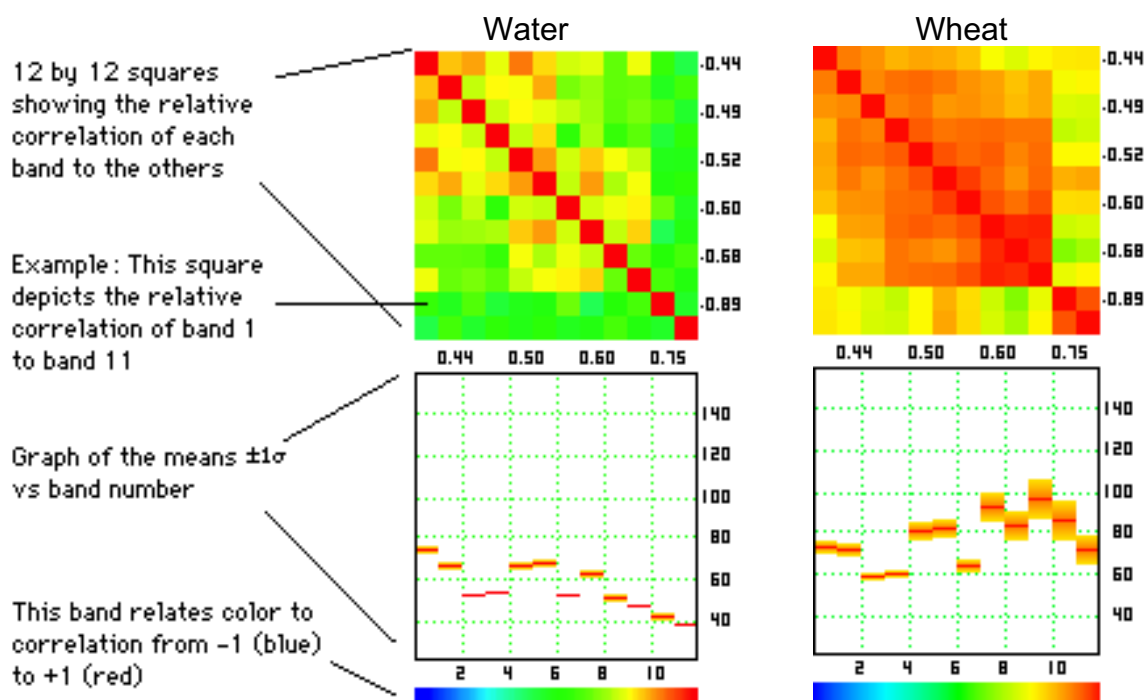 Water
Wheat
12 by 12 squares
showing the relative
correlation of each
band to the others
Example: This square
depicts the relative
correlation of band 1
to band 11
Graph of the means ±1σ
vs band number
This band relates color to
correlation from -1 (blue)
to +1 (red)
0.44
0.49
0.52
0.60
0.68
0.89
0.44 0.50 0.60 0.75
140
120
100
80
60
40
2 4 6 8 10
0.44
0.49
0.52
0.60
0.68
0.89
0.44 0.50 0.60 0.75
140
120
100
80
60
40
2 4 6 8 10